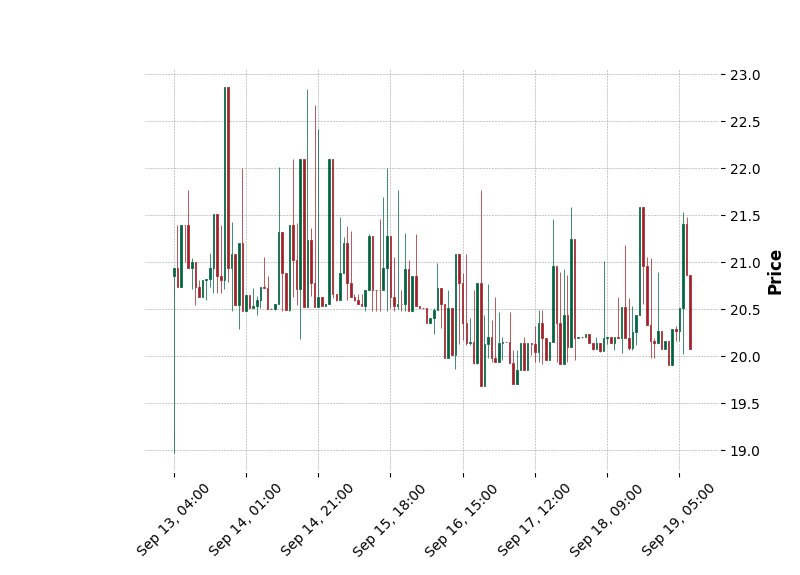 23.0
22.5
22.0
21.5
21.0
20.5
20.0
19.5
19.0
Price
Sep 13, 04:00
Sep 14, 01:00
Sep 14, 21:00
Sep 15, 18:00
Sep 16, 15:00
Sep 17, 12:00
Sep 18, 09:00
Sep 19, 05:00